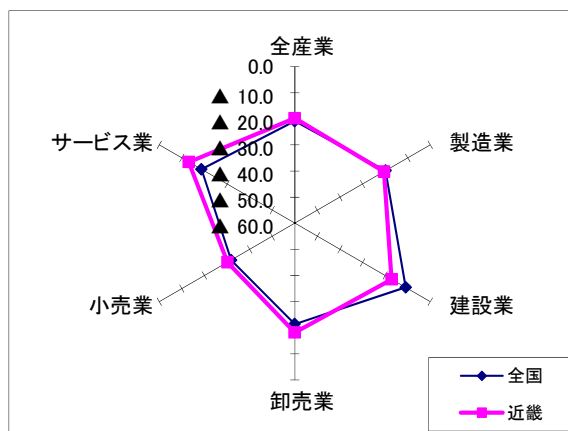 全産業
0.0
▲ 10.0
▲ 20.0
▲ 30.0
▲ 40.0
▲ 50.0
▲ 60.0
サービス業
製造業
小売業
建設業
卸売業
全国
近畿